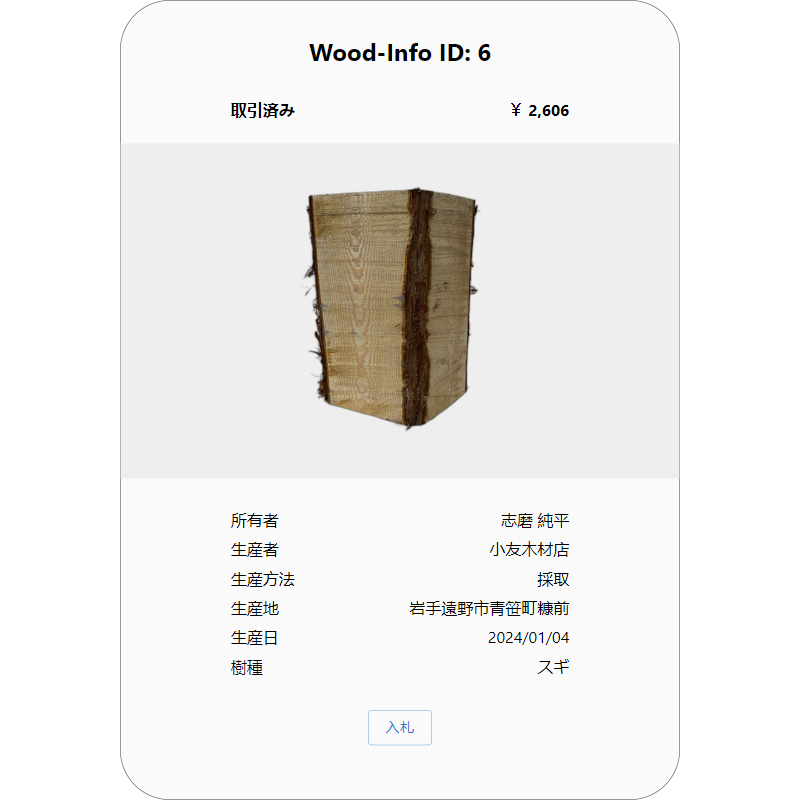 Wood-Info ID: 6
取引済み ￥ 2,606
所有者 志磨 純平
生産者 小友木材店
生産方法 採取
生産地 岩手遠野市青笹町糠前
生産日 2024/01/04
樹種 スギ
入札